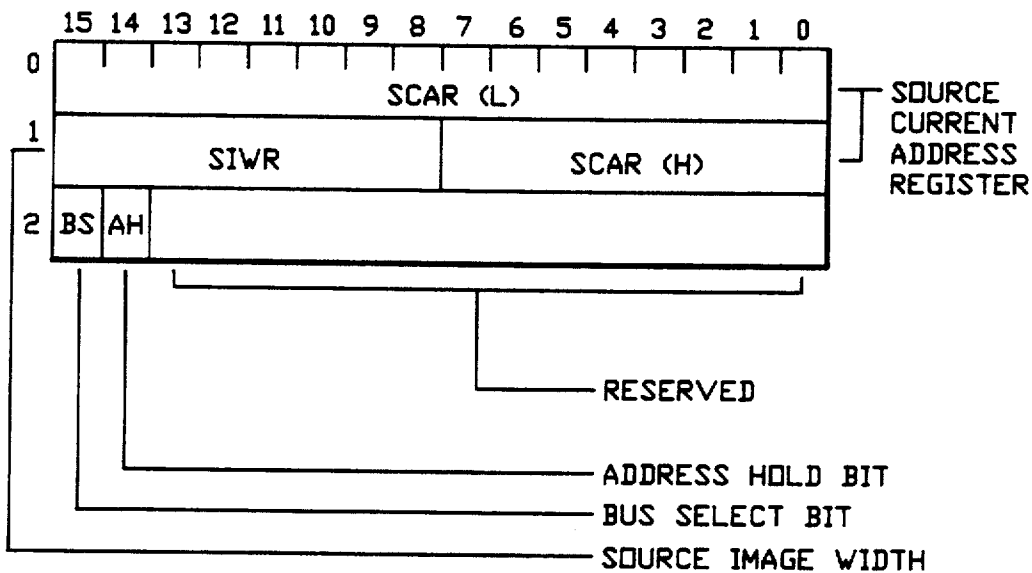 15 14 13 12 11 10 9 8 7 6 5 4 3 2 1 0
0
SCAR (L)
SOURCE
CURRENT
ADDRESS
REGISTER
1
SIWR
SCAR (H)
2
BS
AH
RESERVED
ADDRESS HOLD BIT
BUS SELECT BIT
SOURCE IMAGE WIDTH